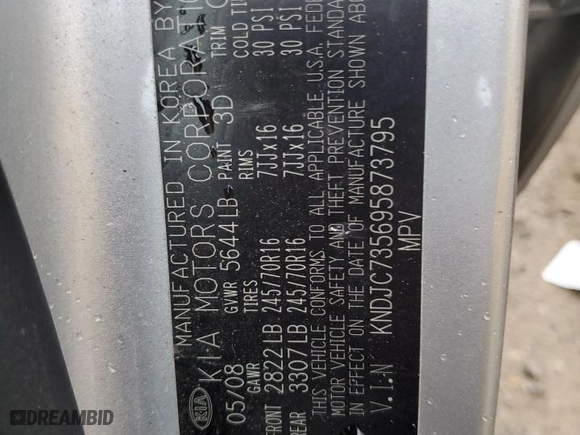 MANUFACTURED IN KOREA BY
KIA KIA MOTORS CORPORATIO
05/08 GVWR 5644LB PAINT 3D TRIM
GAWR TIRES RIMS COLD TI
FRONT 2822LB 245/70R16 7JJx16 30 PSI
REAR 3307LB 245/70R16 7JJx16 30 PSI
THIS VEHICLE CONFORMS TO ALL APPLICABLE U.S.A. FEDE
MOTOR VEHICLE SAFETY AND THEFT PREVENTION STANDA
IN EFFECT ON THE DATE OF MANUFACTURE SHOWN ABOV
V.I.N KNDJC735695873795
MPV
DREAMBID